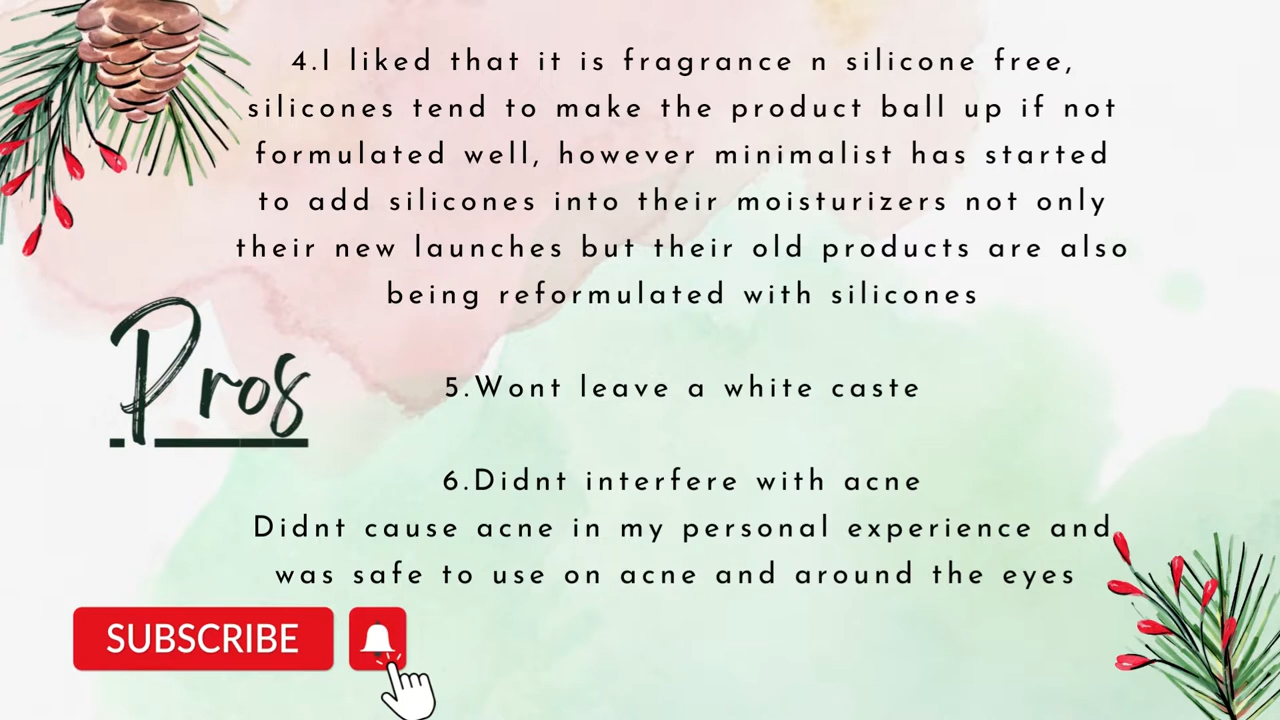 4.I liked that it is fragrance n silicone free,
silicones tend to make the product ball up if not
formulated well, however minimalist has started
to add silicones into their moisturizers not only
their new launches but their old products are also
being reformulated with silicones
Pros
5.Wont leave a white caste
6.Didnt interfere with acne
Didnt cause acne in my personal experience and
was safe to use on acne and around the eyes
SUBSCRIBE